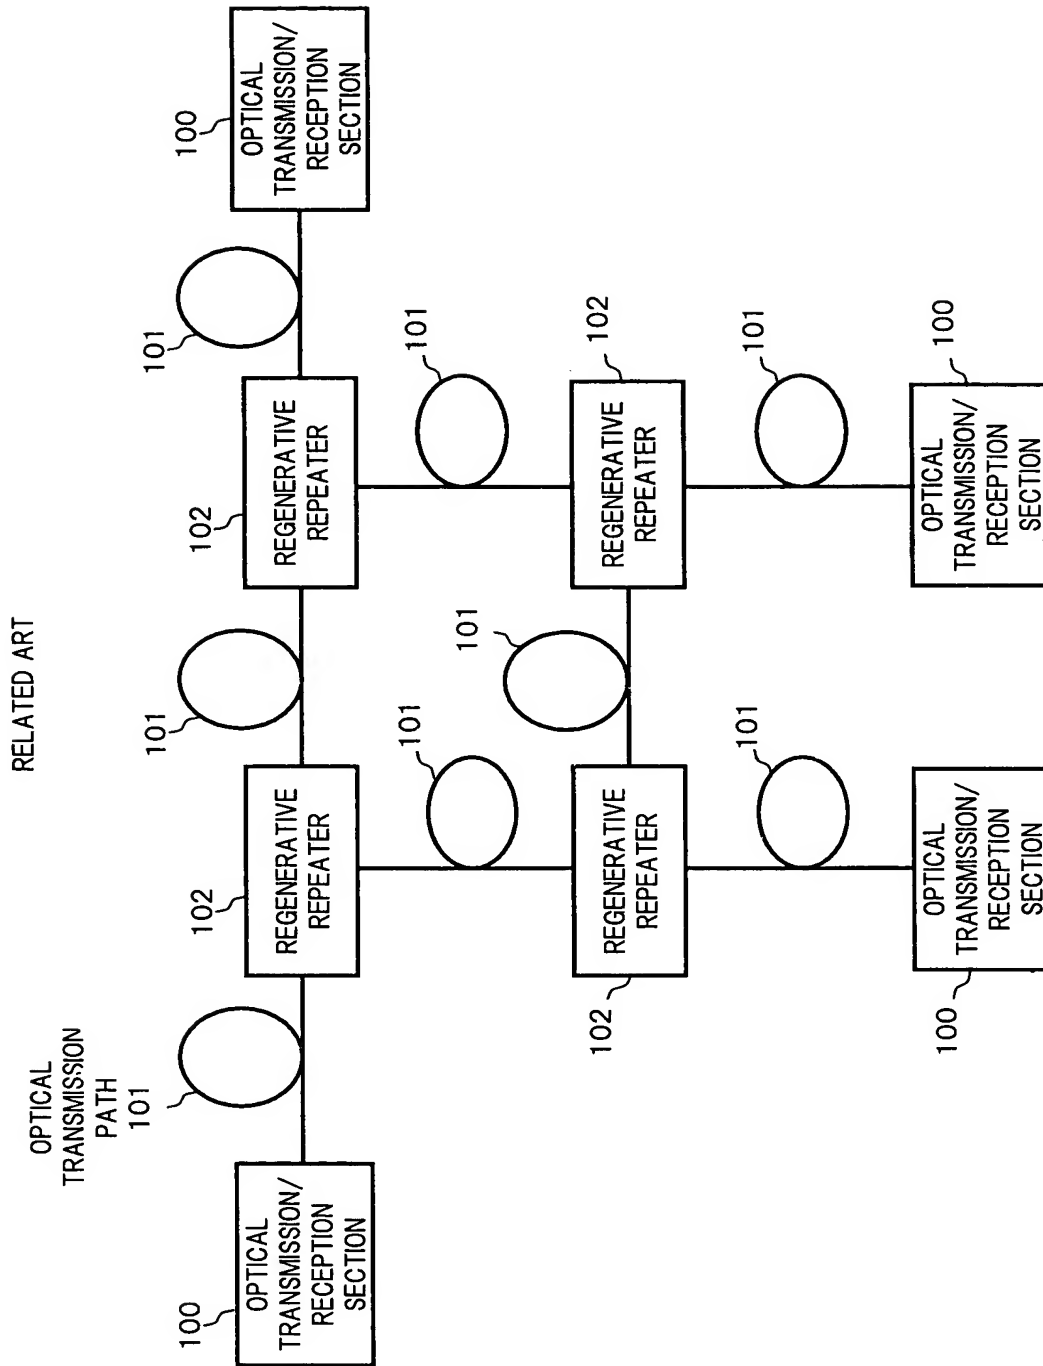 RELATED ART
OPTICAL
TRANSMISSION
PATH
101
101
101
100
OPTICAL
TRANSMISSION/
RECEPTION
SECTION
102
REGENERATIVE
REPEATER
102
REGENERATIVE
REPEATER
100
OPTICAL
TRANSMISSION/
RECEPTION
SECTION
101
101
101
102
REGENERATIVE
REPEATER
REGENERATIVE
REPEATER
102
101
101
100
OPTICAL
TRANSMISSION/
RECEPTION
SECTION
OPTICAL
TRANSMISSION/
RECEPTION
SECTION
100